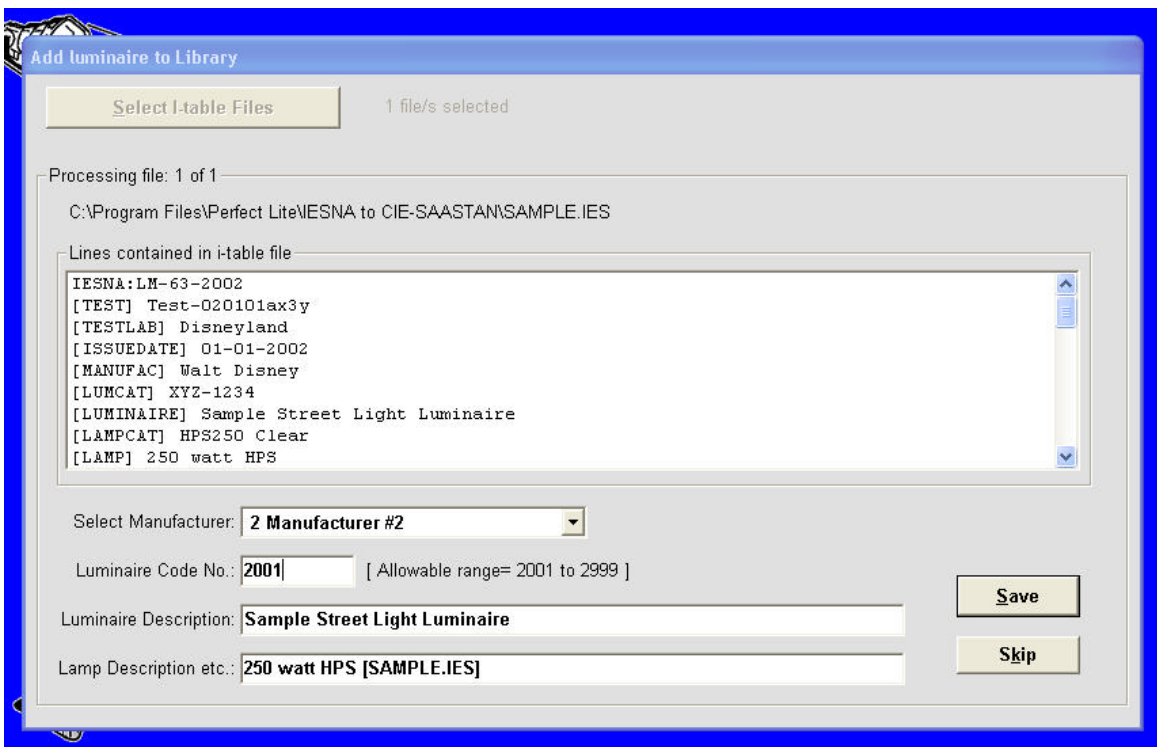 Add luminaire to Library
Select I-table Files
1 file/s selected
Processing file: 1 of 1
C:\Program Files\Perfect Lite\IESNA to CIE-SAASTAN\SAMPLE.IES
Lines contained in i-table file
IESNA:LM-63-2002
[TEST] Test-020101ax3y
[TESTLAB] Disneyland
[ISSUEDATE] 01-01-2002
[MANUFAC] Walt Disney
[LUMCAT] XYZ-1234
[LUMINAIRE] Sample Street Light Luminaire
[LAMPCAT] HPS250 Clear
[LAMP] 250 watt HPS
Select Manufacturer: 2 Manufacturer #2
Luminaire Code No.: 2001 [ Allowable range= 2001 to 2999 ]
Save
Luminaire Description: Sample Street Light Luminaire
Skip
Lamp Description etc.: 250 watt HPS [SAMPLE.IES]